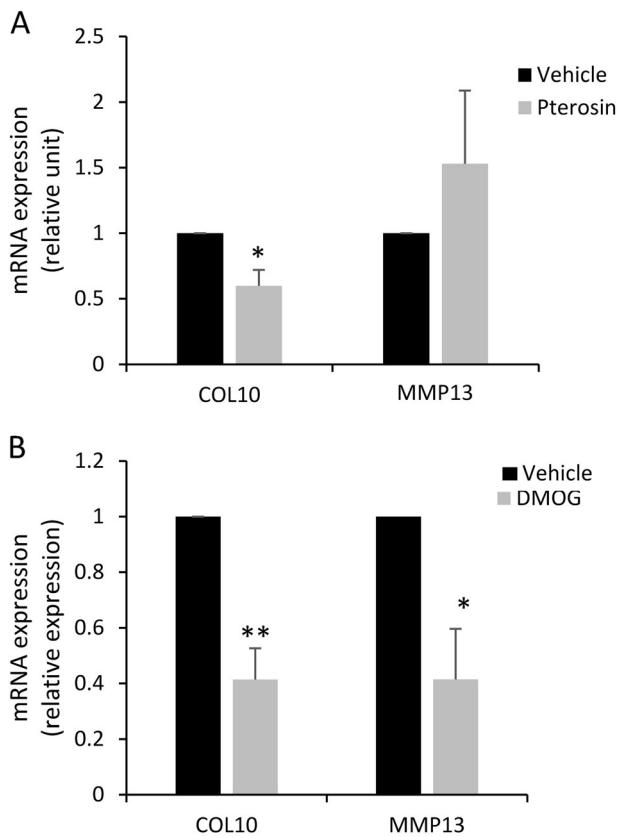 A
2.5
2
1.5
1
0.5
0
mRNA expression
(relative unit)
Vehicle
Pterosin
*
COL10
MMP13
B
1.2
1
0.8
0.6
0.4
0.2
0
mRNA expression
(relative expression)
Vehicle
DMOG
**
*
COL10
MMP13